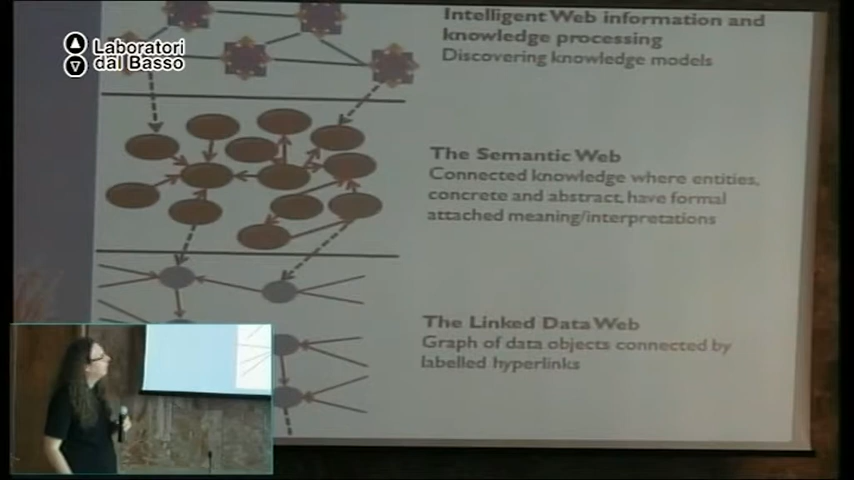 Laboratori
dal Basso
Intelligent Web information and
knowledge processing
Discovering knowledge models
The Semantic Web
Connected knowledge where entities,
concrete and abstract, have formal
attached meaning/interpretations
The Linked Data Web
Graph of data objects connected by
labelled hyperlinks